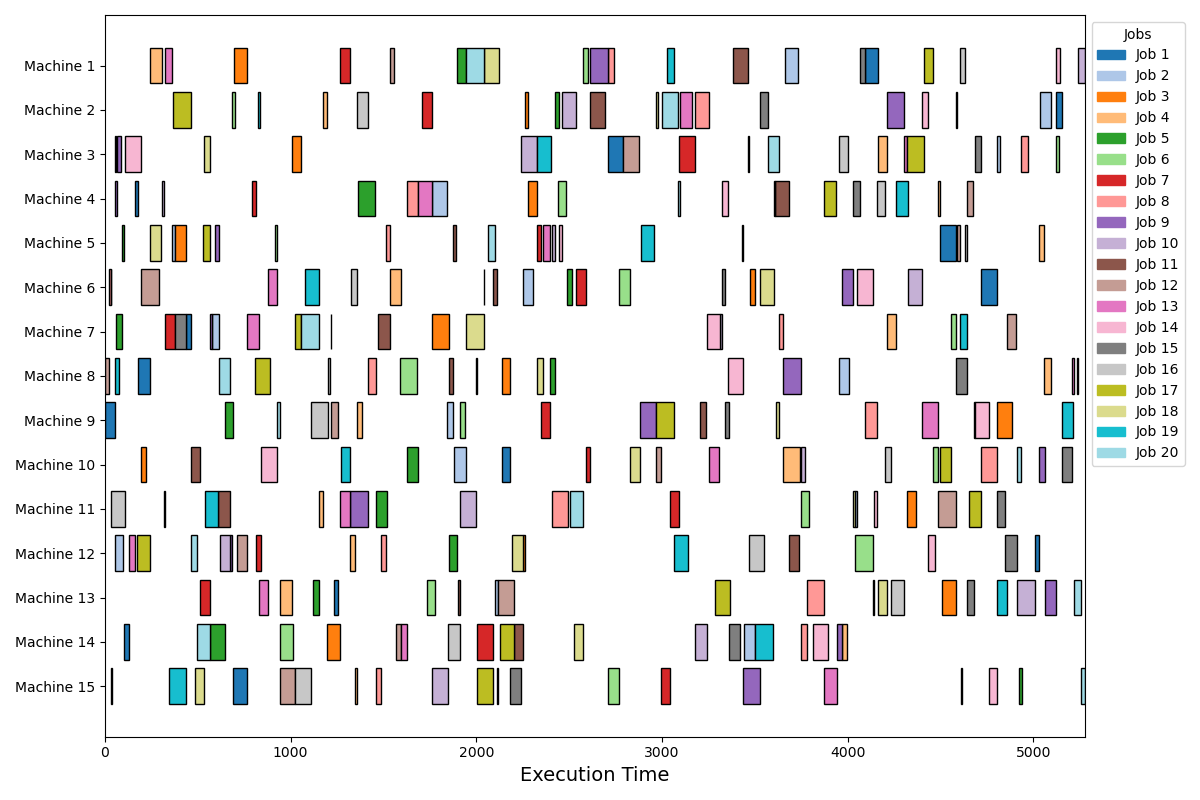 Machine 1
Machine 2
Machine 3
Machine 4
Machine 5
Machine 6
Machine 7
Machine 8
Machine 9
Machine 10
Machine 11
Machine 12
Machine 13
Machine 14
Machine 15
0 1000 2000 3000 4000 5000
Execution Time
Jobs
Job 1
Job 2
Job 3
Job 4
Job 5
Job 6
Job 7
Job 8
Job 9
Job 10
Job 11
Job 12
Job 13
Job 14
Job 15
Job 16
Job 17
Job 18
Job 19
Job 20